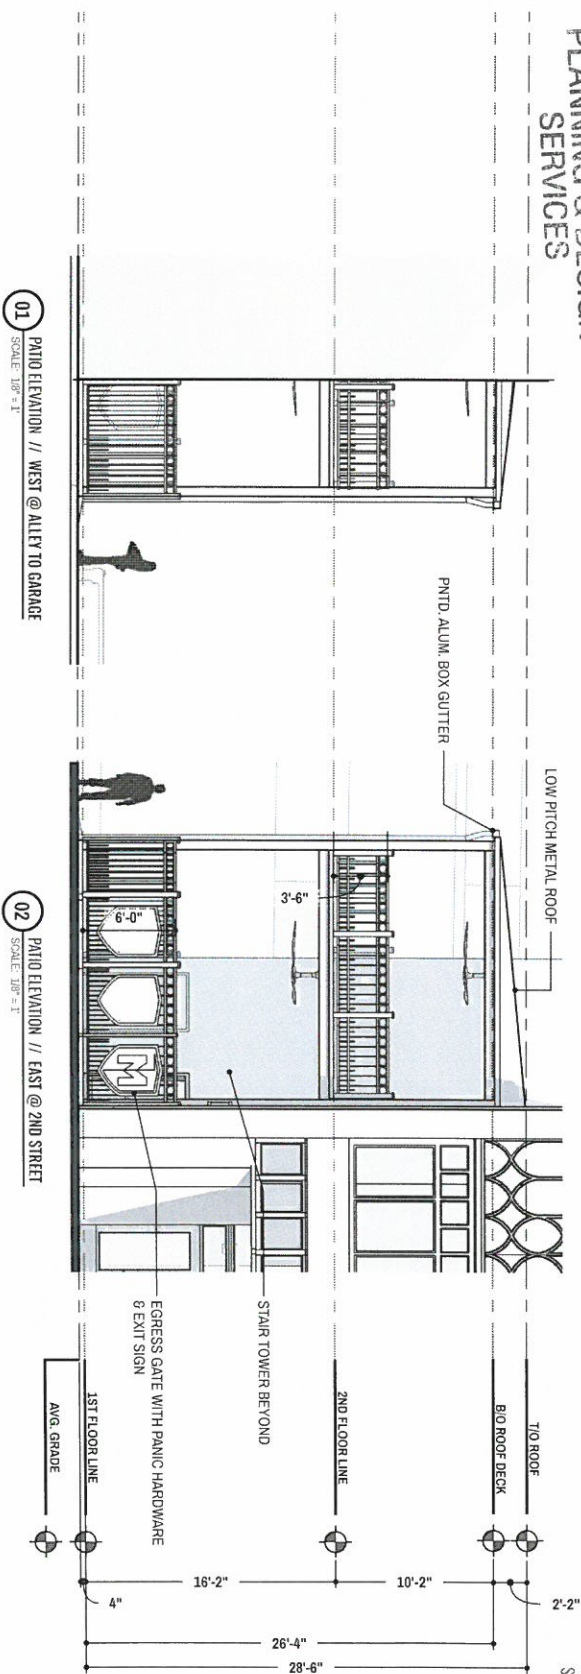 PLANNING & DESIGN
SERVICES
01
PATIO ELEVATION // WEST @ ALLEY TO GARAGE
SCALE: 1/8" = 1'
PNTD. ALUM. BOX GUTTER
LOW PITCH METAL ROOF
3'-6"
6'-0"
M
02
PATIO ELEVATION // EAST @ 2ND STREET
SCALE: 1/8" = 1'
STAIR TOWER BEYOND
EGRESS GATE WITH PANIC HARDWARE
& EXIT SIGN
T/O ROOF
B/O ROOF DECK
2ND FLOOR LINE
1ST FLOOR LINE
AVG. GRADE
2'-2"
10'-2"
16'-2"
4"
26'-4"
28'-6"